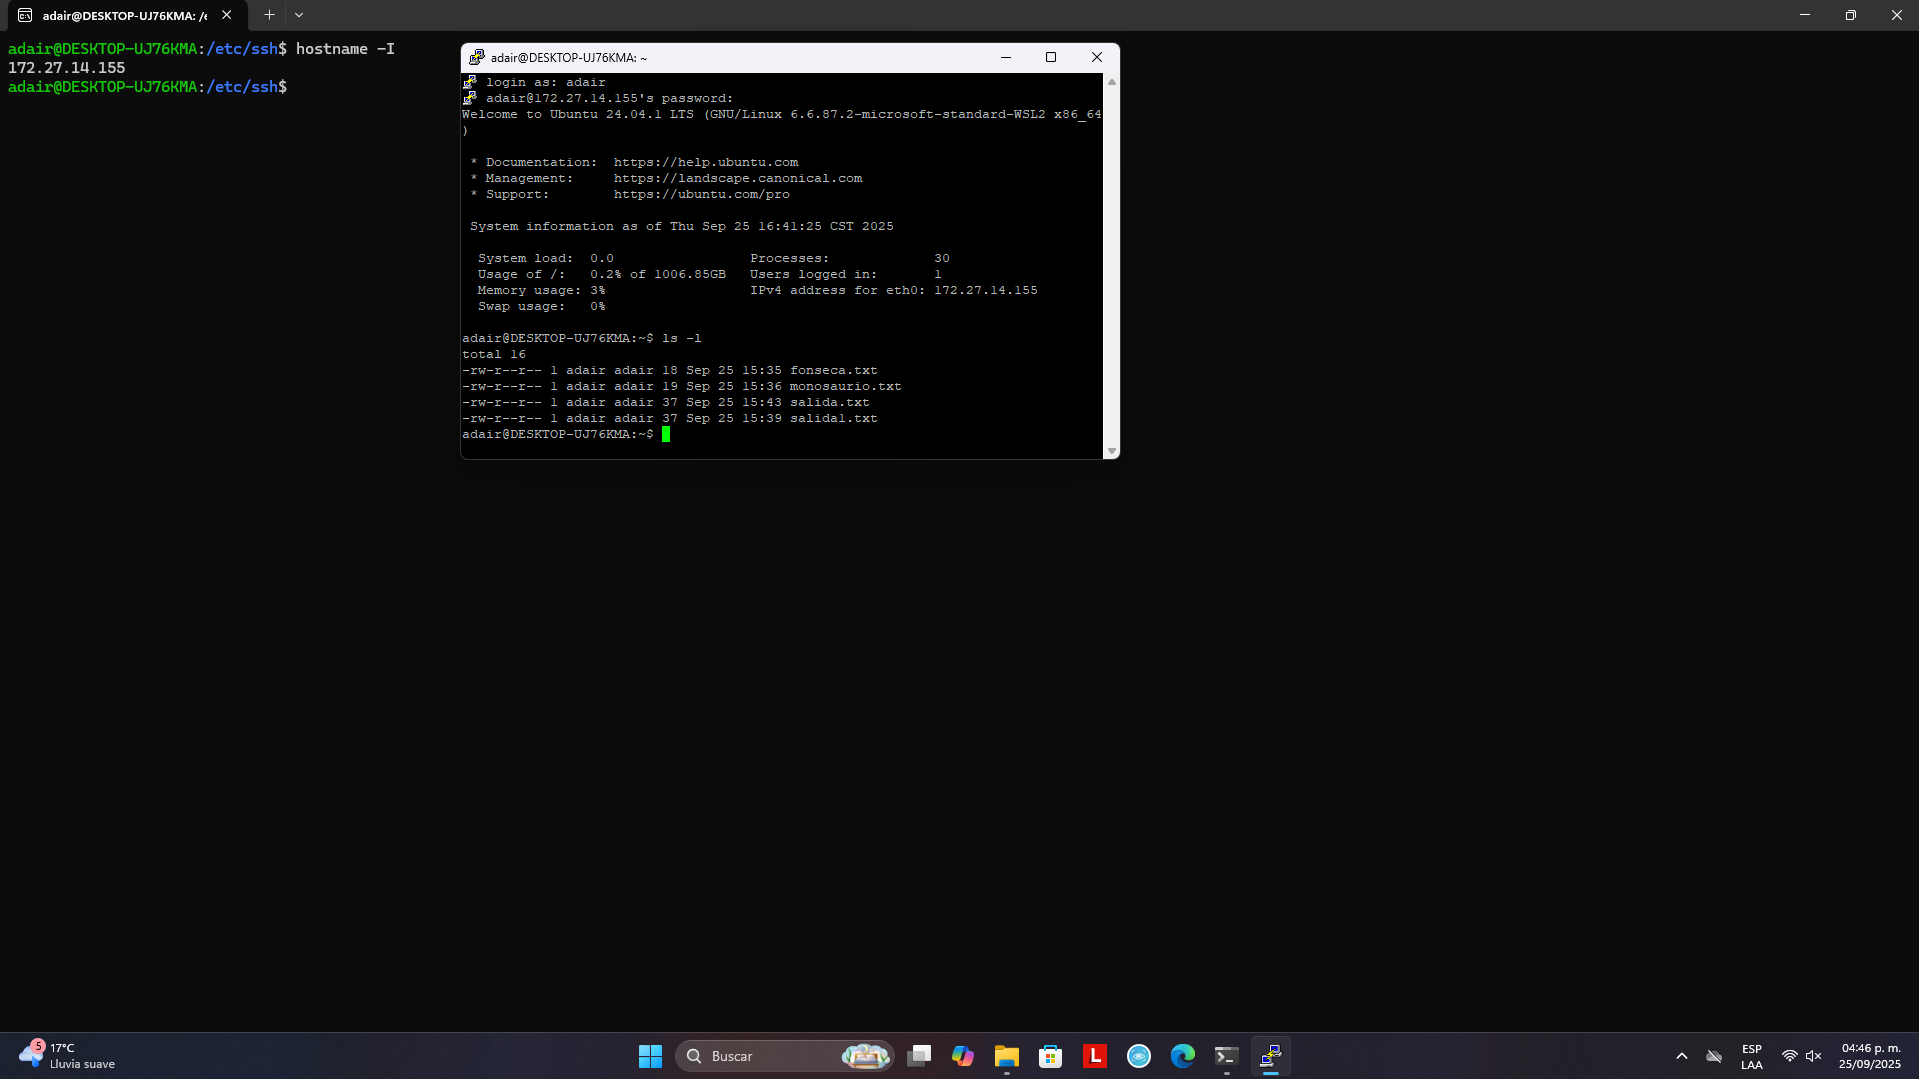 adair@DESKTOP-UJ76KMA: /e
adair@DESKTOP-UJ76KMA:/etc/ssh$ hostname -I
172.27.14.155
adair@DESKTOP-UJ76KMA:/etc/ssh$
adair@DESKTOP-UJ76KMA: ~
login as: adair
adair@172.27.14.155's password:
Welcome to Ubuntu 24.04.1 LTS (GNU/Linux 6.6.87.2-microsoft-standard-WSL2 x86_64
)
* Documentation:  https://help.ubuntu.com
* Management:     https://landscape.canonical.com
* Support:        https://ubuntu.com/pro
System information as of Thu Sep 25 16:41:25 CST 2025
System load:  0.0                 Processes:             30
Usage of /:   0.2% of 1006.85GB   Users logged in:       1
Memory usage: 3%                  IPv4 address for eth0: 172.27.14.155
Swap usage:   0%
adair@DESKTOP-UJ76KMA:~$ ls -l
total 16
-rw-r--r-- 1 adair adair 18 Sep 25 15:35 fonseca.txt
-rw-r--r-- 1 adair adair 19 Sep 25 15:36 monosaurio.txt
-rw-r--r-- 1 adair adair 37 Sep 25 15:43 salida.txt
-rw-r--r-- 1 adair adair 37 Sep 25 15:39 salida1.txt
adair@DESKTOP-UJ76KMA:~$
5
17°C
Lluvia suave
Buscar
L
ESP
LAA
04:46 p. m.
25/09/2025